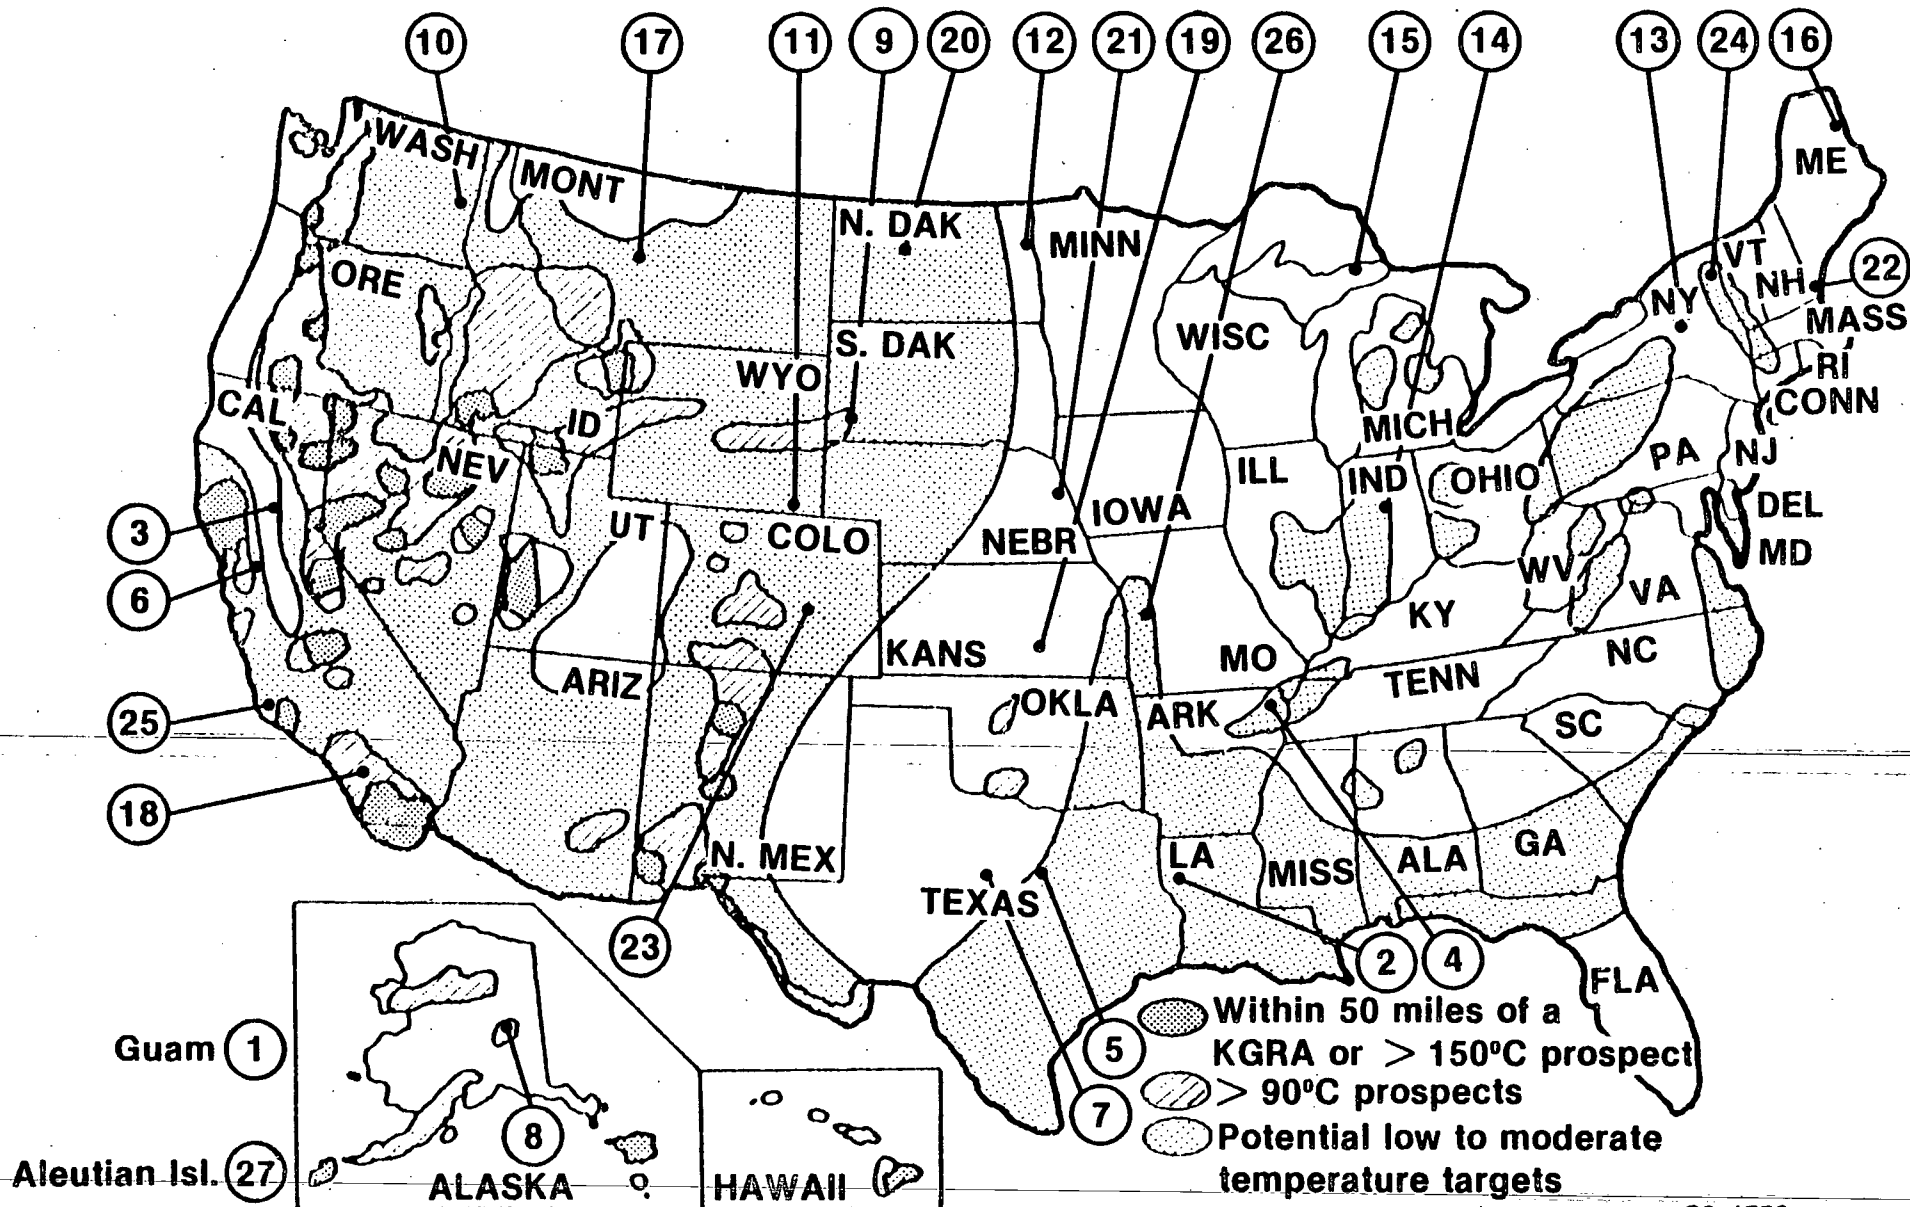 10 17 11 9 20 12 21 19 26 15 14 13 24 16
WASH
MONT
N. DAK
MINN
ME
ORE
VT
NH
22
NY
MASS
S. DAK
WISC
RI
WYO
CONN
CAL
ID
MICH
NEV
ILL
IND
OHIO
PA
NJ
3
UT
COLO
NEBR
IOWA
DEL
MD
6
WV
VA
KY
KANS
MO
NC
ARIZ
TENN
25
OKLA
ARK
SC
18
N. MEX
LA
MISS
ALA
GA
TEXAS
23
2
4
FLA
Within 50 miles of a
KGRA or > 150ºC prospect
Guam 1
5
> 90ºC prospects
7
8
Potential low to moderate
temperature targets
Aleutian Isl. 27
ALASKA
HAWAII